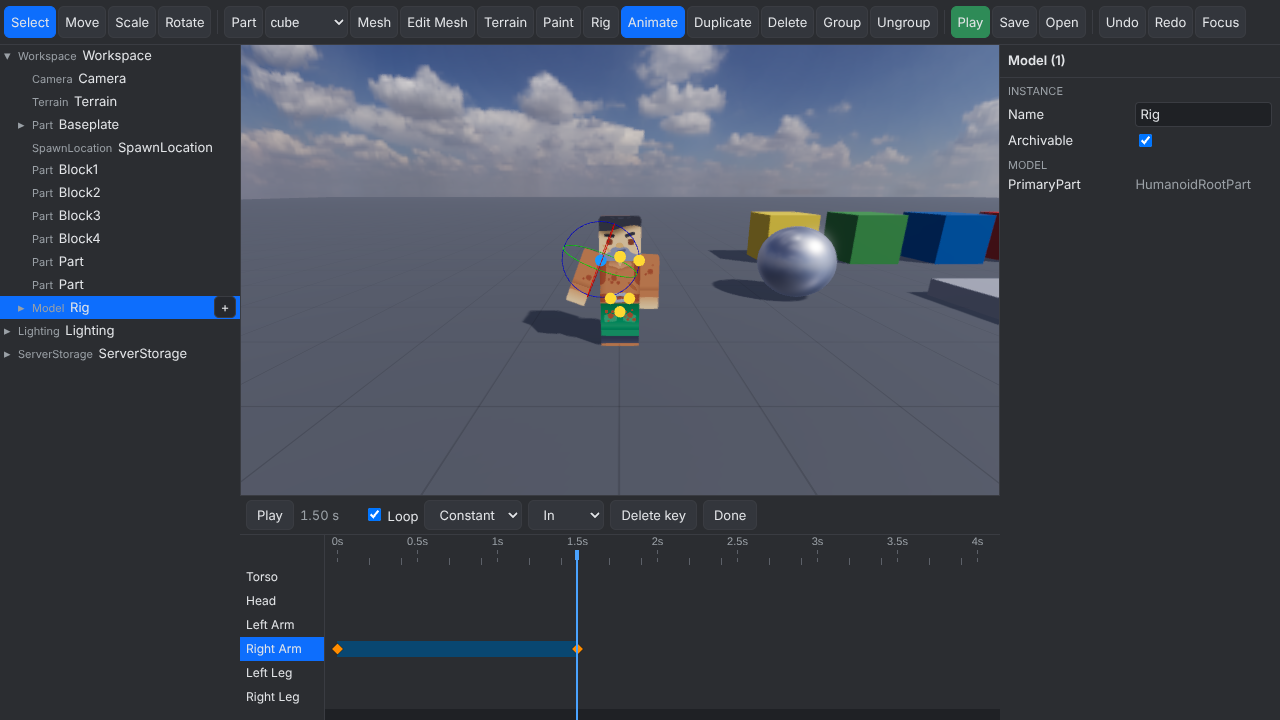 Select Move Scale Rotate Part cube Mesh Edit Mesh Terrain Paint Rig Animate Duplicate Delete Group Ungroup Play Save Open Undo Redo Focus
Workspace Workspace
Camera Camera
Terrain Terrain
Part Baseplate
SpawnLocation SpawnLocation
Part Block1
Part Block2
Part Block3
Part Block4
Part Part
Part Part
Model Rig +
Lighting Lighting
ServerStorage ServerStorage
Model (1)
INSTANCE
Name Rig
Archivable
MODEL
PrimaryPart HumanoidRootPart
Play 1.50 s Loop Constant In Delete key Done
0s 0.5s 1s 1.5s 2s 2.5s 3s 3.5s 4s
Torso
Head
Left Arm
Right Arm
Left Leg
Right Leg